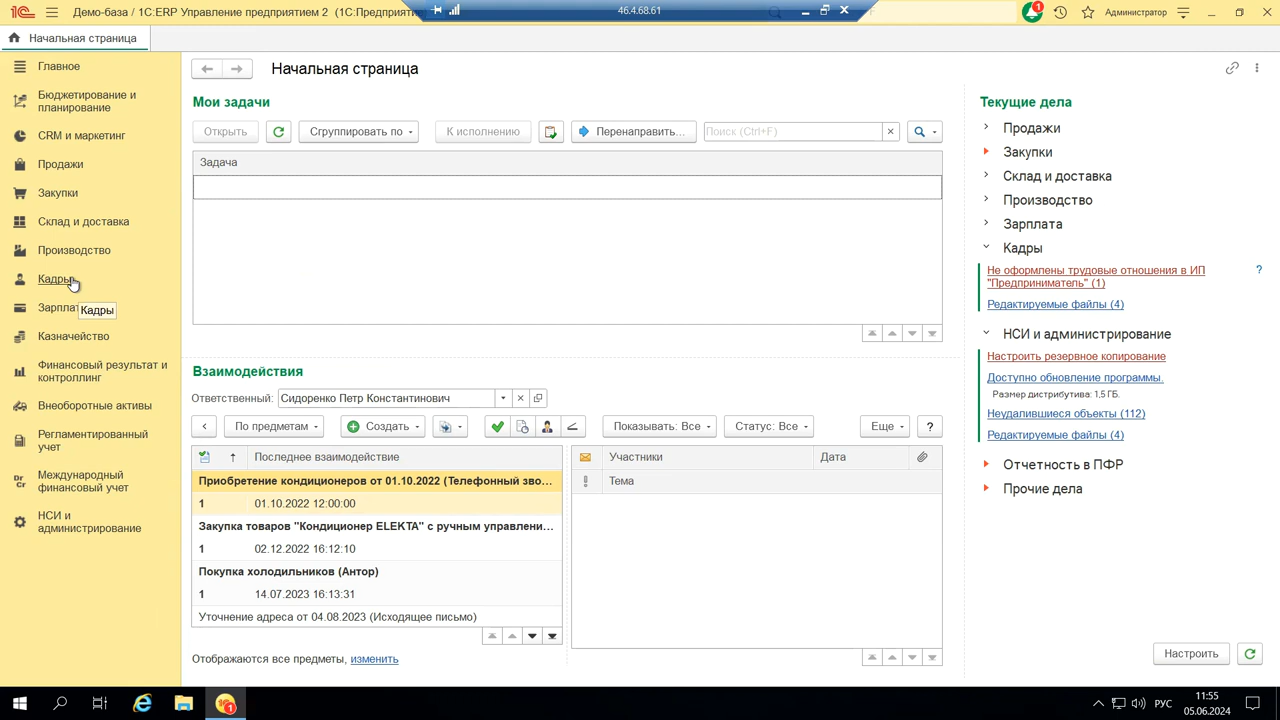 Демо-база / 1С:ERP Управление предприятием 2 (1С:Предприятие
46.4.68.61
1
Администратор
Начальная страница
Главное
Бюджетирование и
планирование
CRM и маркетинг
Продажи
Закупки
Склад и доставка
Производство
Кадры
Зарплат
Кадры
Казначейство
Финансовый результат и
контроллинг
Внеоборотные активы
Регламентированный
учет
Международный
финансовый учет
НСИ и
администрирование
Начальная страница
Мои задачи
Открыть
Сгруппировать по
К исполнению
Перенаправить...
Поиск (Ctrl+F)
Задача
Взаимодействия
Ответственный:
Сидоренко Петр Константинович
По предметам
Создать
Показывать: Все
Статус: Все
Еще
?
Последнее взаимодействие
Приобретение кондиционеров от 01.10.2022 (Телефонный зво...
1 01.10.2022 12:00:00
Закупка товаров "Кондиционер ELEKTA" с ручным управлени...
1 02.12.2022 16:12:10
Покупка холодильников (Антор)
1 14.07.2023 16:13:31
Уточнение адреса от 04.08.2023 (Исходящее письмо)
Отображаются все предметы, изменить
Участники
Дата
Тема
Текущие дела
Продажи
Закупки
Склад и доставка
Производство
Зарплата
Кадры
Не оформлены трудовые отношения в ИП
"Предприниматель" (1)
?
Редактируемые файлы (4)
НСИ и администрирование
Настроить резервное копирование
Доступно обновление программы.
Размер дистрибутива: 1,5 ГБ.
Неудалившиеся объекты (112)
Редактируемые файлы (4)
Отчетность в ПФР
Прочие дела
Настроить
1
РУС
11:55
05.06.2024